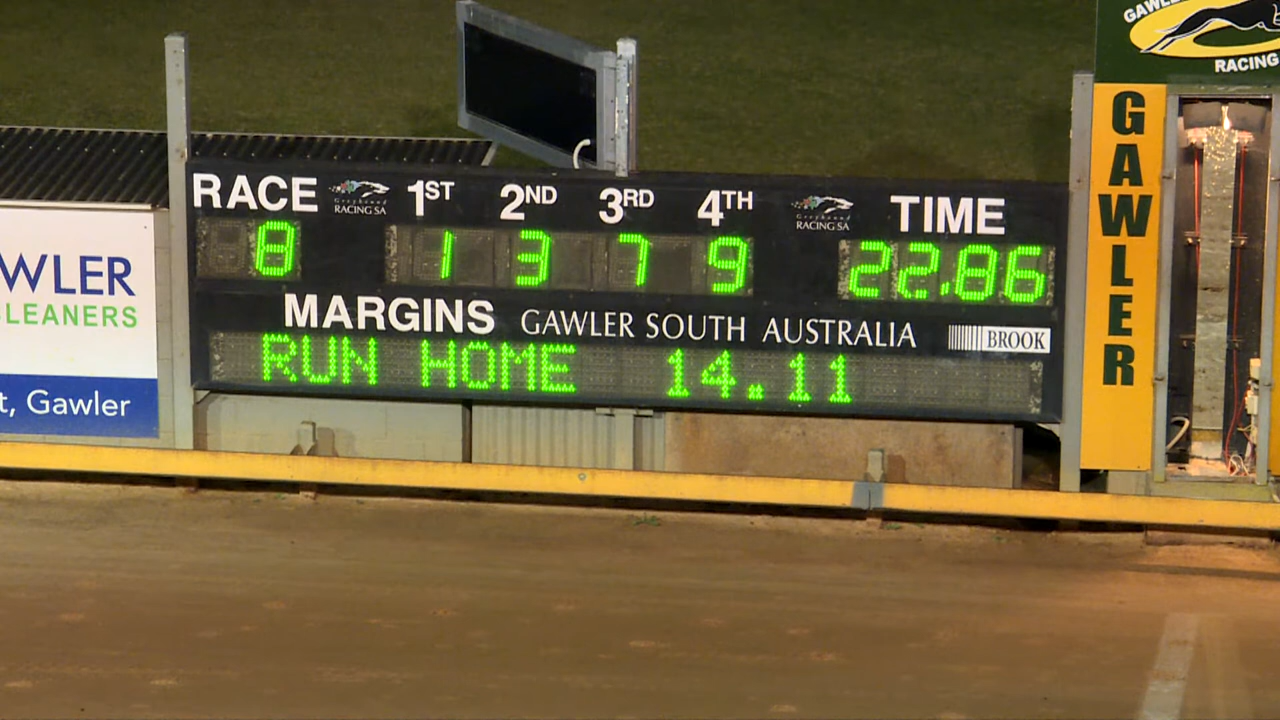 GAWLE
RACING
RACE 1ST 2ND 3RD 4TH TIME
Greyhound RACING SA
Greyhound RACING SA
8 1 3 7 9 22.86
MARGINS GAWLER SOUTH AUSTRALIA BROOK
RUN HOME 14.11
WLER
LEANERS
t, Gawler
GAWLER